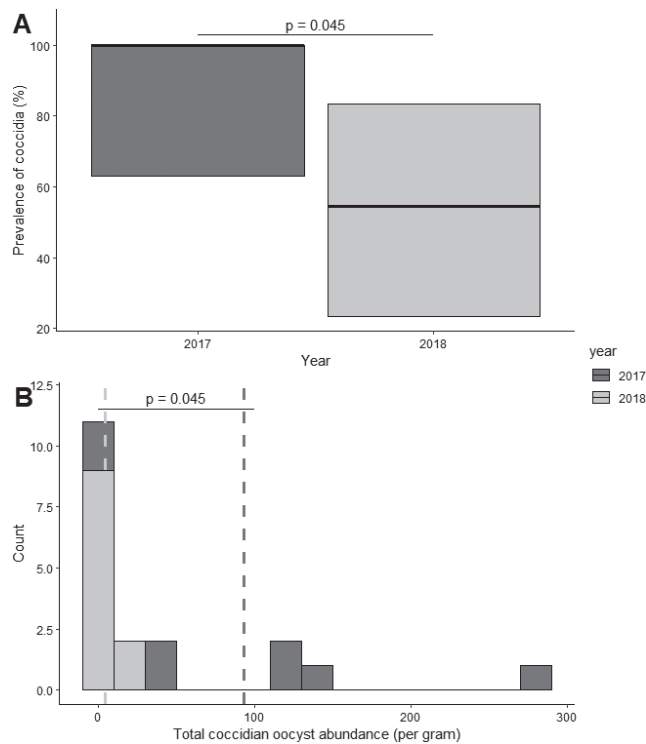 A
p = 0.045
100
80
60
40
20
Prevalence of coccidia (%)
2017
2018
Year
year
2017
2018
B
p = 0.045
12.5
10.0
7.5
5.0
2.5
0.0
Count
0
100
200
300
Total coccidian oocyst abundance (per gram)